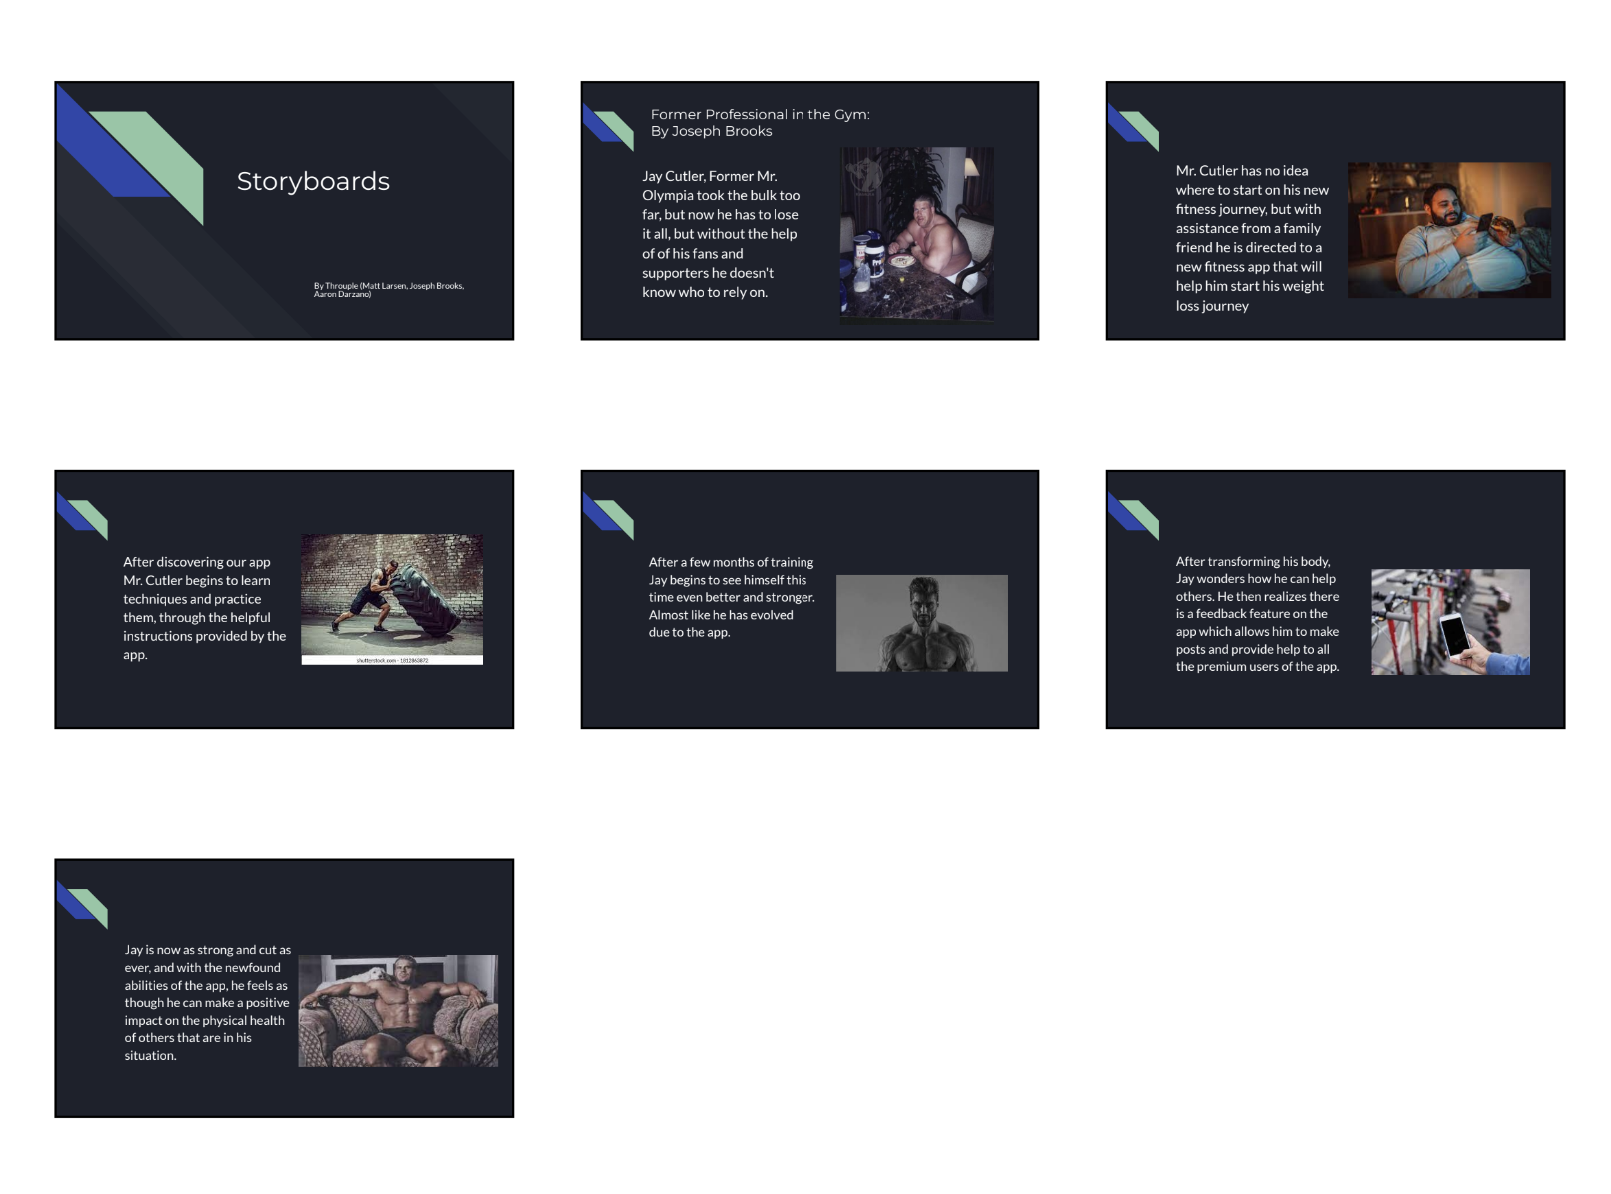 Storyboards
By Throuple (Matt Larsen, Joseph Brooks,
Aaron Darzano)
Former Professional in the Gym:
By Joseph Brooks
Jay Cutler, Former Mr.
Olympia took the bulk too
far, but now he has to lose
it all, but without the help
of of his fans and
supporters he doesn't
know who to rely on.
Mr. Cutler has no idea
where to start on his new
fitness journey, but with
assistance from a family
friend he is directed to a
new fitness app that will
help him start his weight
loss journey
After discovering our app
Mr. Cutler begins to learn
techniques and practice
them, through the helpful
instructions provided by the
app.
After a few months of training
Jay begins to see himself this
time even better and stronger.
Almost like he has evolved
due to the app.
After transforming his body,
Jay wonders how he can help
others. He then realizes there
is a feedback feature on the
app which allows him to make
posts and provide help to all
the premium users of the app.
Jay is now as strong and cut as
ever, and with the newfound
abilities of the app, he feels as
though he can make a positive
impact on the physical health
of others that are in his
situation.